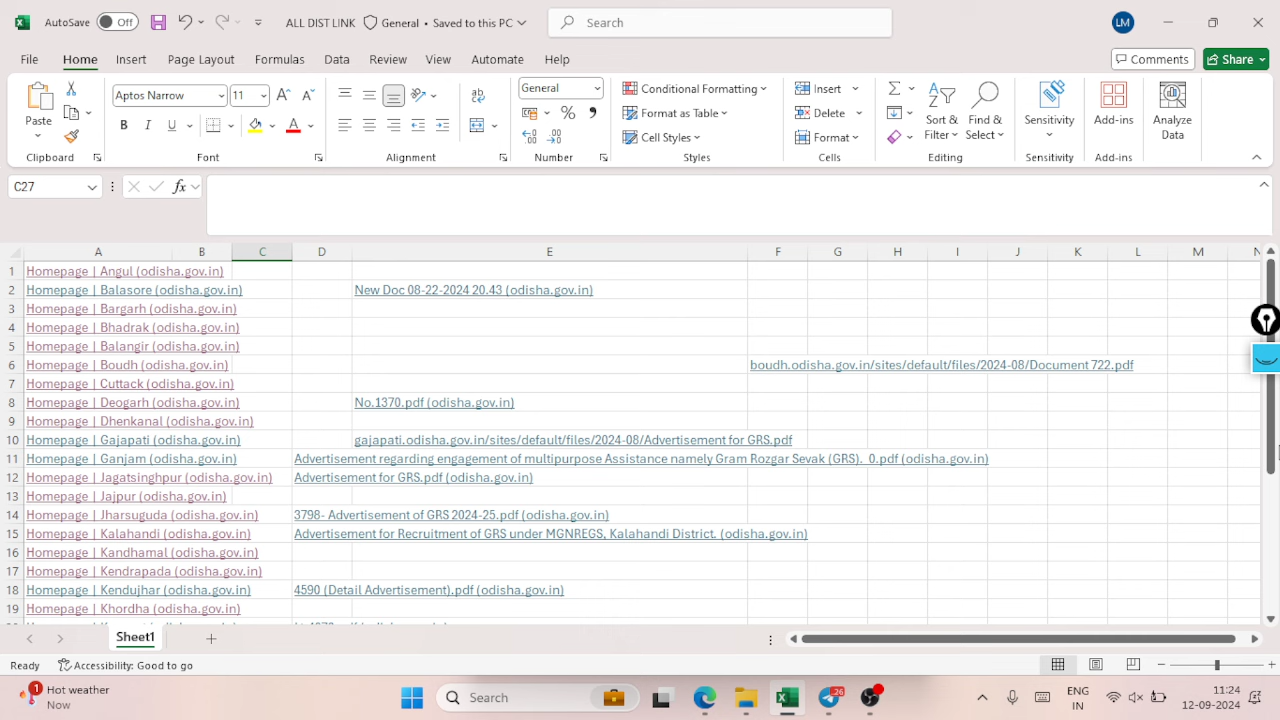 AutoSave Off ALL DIST LINK General • Saved to this PC Search LM
File Home Insert Page Layout Formulas Data Review View Automate Help Comments Share
Paste Aptos Narrow 11 General Conditional Formatting Insert Sort & Find & Sensitivity Add-ins Analyze
B I U A Format as Table Delete Filter Select Data
Cell Styles Format
Clipboard Font Alignment Number Styles Cells Editing Sensitivity Add-ins
C27 fx
A B C D E F G H I J K L M N
1 Homepage | Angul (odisha.gov.in)
2 Homepage | Balasore (odisha.gov.in) New Doc 08-22-2024 20.43 (odisha.gov.in)
3 Homepage | Bargarh (odisha.gov.in)
4 Homepage | Bhadrak (odisha.gov.in)
5 Homepage | Balangir (odisha.gov.in)
6 Homepage | Boudh (odisha.gov.in) boudh.odisha.gov.in/sites/default/files/2024-08/Document 722.pdf
7 Homepage | Cuttack (odisha.gov.in)
8 Homepage | Deogarh (odisha.gov.in) No.1370.pdf (odisha.gov.in)
9 Homepage | Dhenkanal (odisha.gov.in)
10 Homepage | Gajapati (odisha.gov.in) gajapati.odisha.gov.in/sites/default/files/2024-08/Advertisement for GRS.pdf
11 Homepage | Ganjam (odisha.gov.in) Advertisement regarding engagement of multipurpose Assistance namely Gram Rozgar Sevak (GRS)._0.pdf (odisha.gov.in)
12 Homepage | Jagatsinghpur (odisha.gov.in) Advertisement for GRS.pdf (odisha.gov.in)
13 Homepage | Jajpur (odisha.gov.in)
14 Homepage | Jharsuguda (odisha.gov.in) 3798- Advertisement of GRS 2024-25.pdf (odisha.gov.in)
15 Homepage | Kalahandi (odisha.gov.in) Advertisement for Recruitment of GRS under MGNREGS, Kalahandi District. (odisha.gov.in)
16 Homepage | Kandhamal (odisha.gov.in)
17 Homepage | Kendrapada (odisha.gov.in)
18 Homepage | Kendujhar (odisha.gov.in) 4590 (Detail Advertisement).pdf (odisha.gov.in)
19 Homepage | Khordha (odisha.gov.in)
Sheet1
Ready Accessibility: Good to go
1 Hot weather Search 26 ENG 11:24
Now IN 12-09-2024